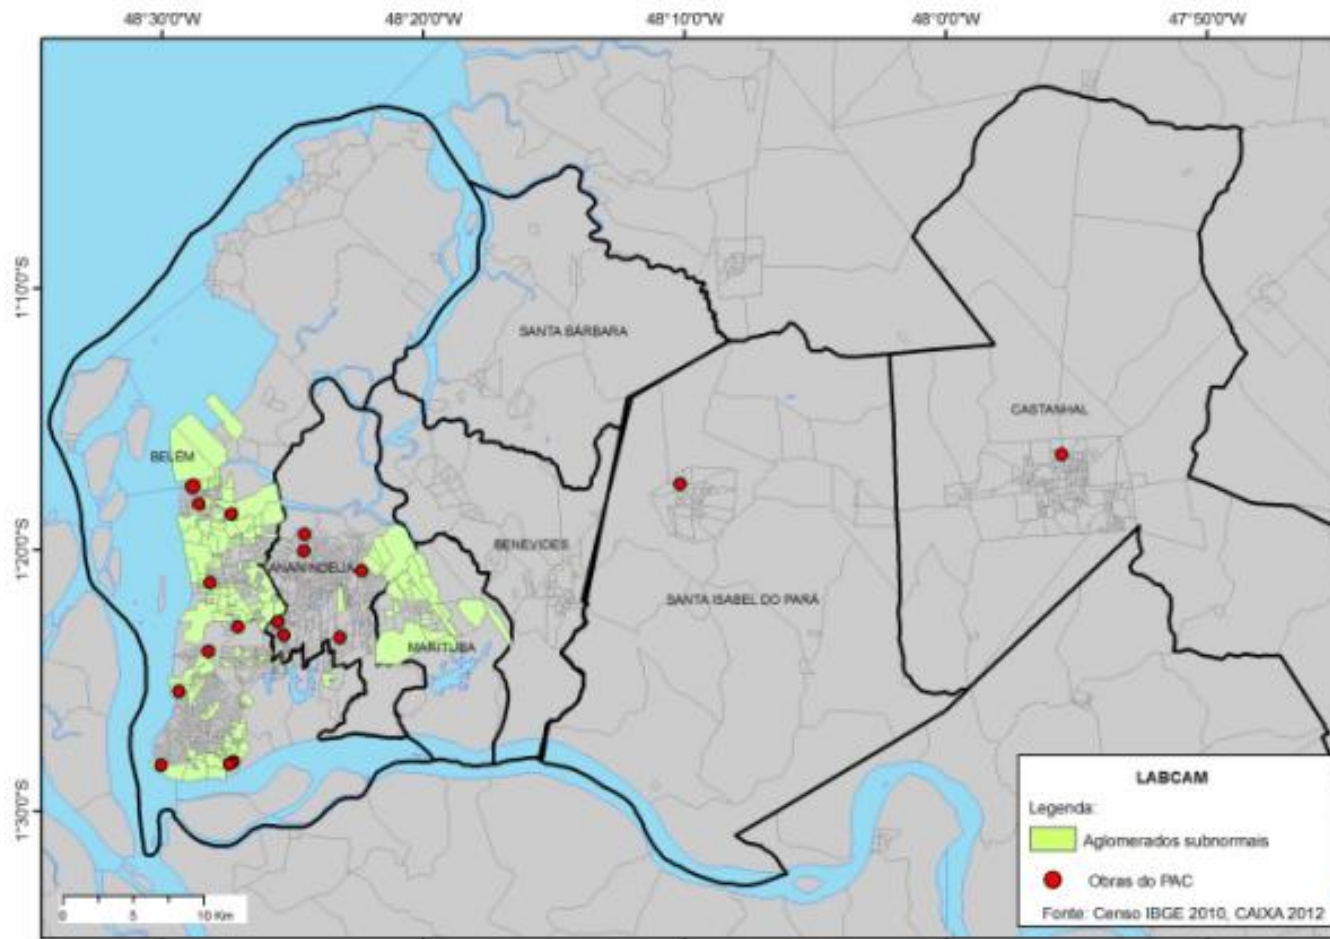 48°30'0"W 48°20'0"W 48°10'0"W 48°0'0"W 47°50'0"W
1°10'0"S
SANTA BÁRBARA
CASTANHAL
BELÉM
1°20'0"S
BENEVIDES
ANANINDEUA
SANTA ISABEL DO PARÁ
MARITUBA
1°30'0"S
LABCAM
Legenda:
Aglomerados subnormais
Obras do PAC
Fonte: Censo IBGE 2010, CAIXA 2012
0 5 10 Km